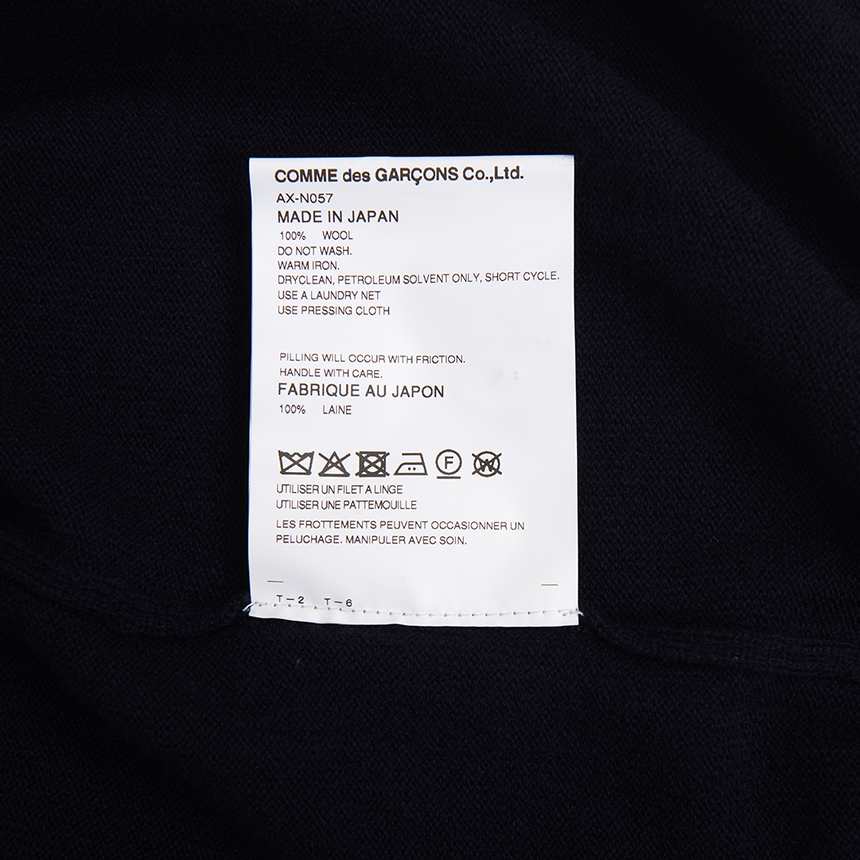 COMME des GARÇONS Co.,Ltd.
AX-N057
MADE IN JAPAN
100% WOOL
DO NOT WASH.
WARM IRON.
DRYCLEAN, PETROLEUM SOLVENT ONLY, SHORT CYCLE.
USE A LAUNDRY NET
USE PRESSING CLOTH
PILLING WILL OCCUR WITH FRICTION.
HANDLE WITH CARE.
FABRIQUE AU JAPON
100% LAINE
F W
UTILISER UN FILET A LINGE
UTILISER UNE PATTEMOUILLE
LES FROTTEMENTS PEUVENT OCCASIONNER UN
PELUCHAGE. MANIPULER AVEC SOIN.
T-2 T-6